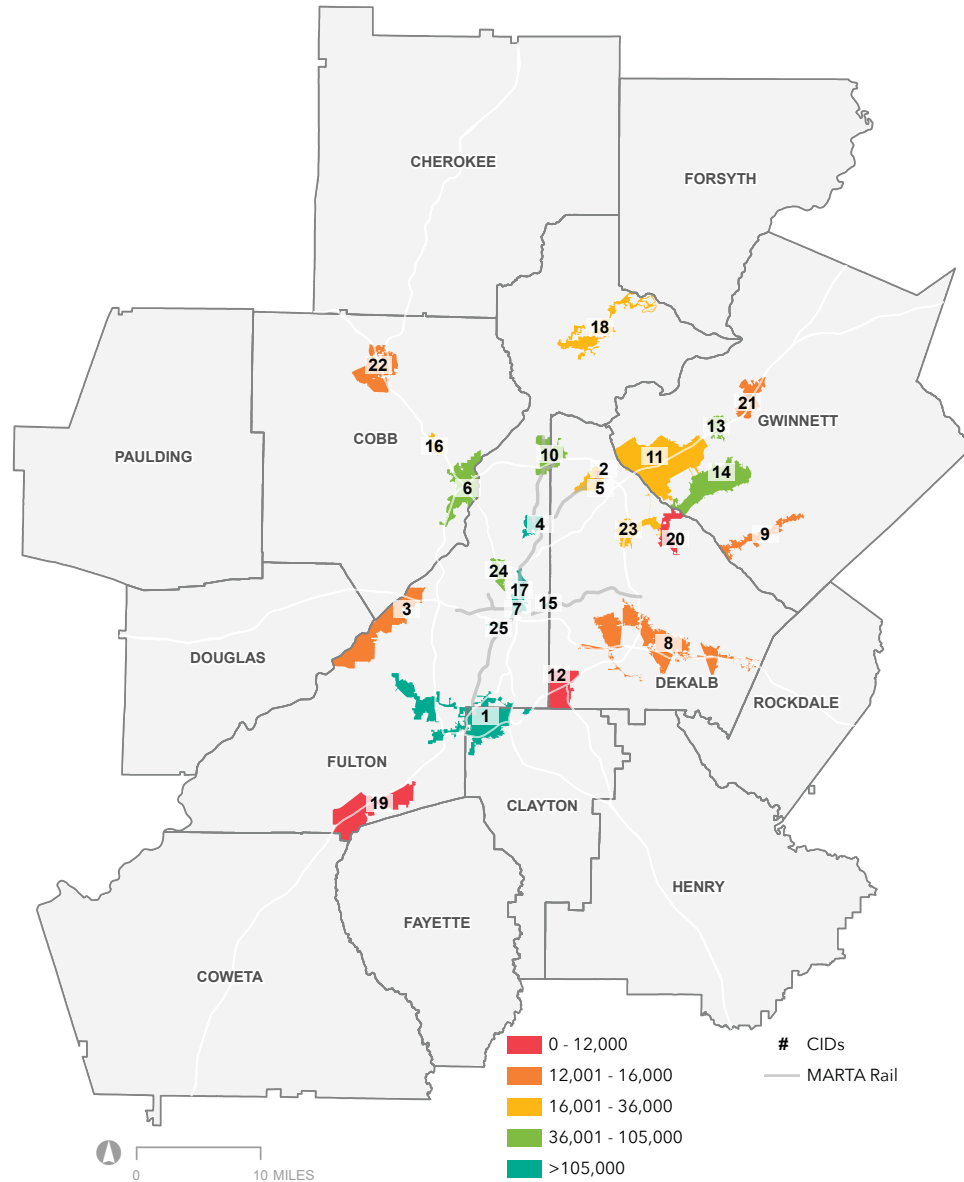 CHEROKEE
FORSYTH
18
22
21
16
COBB
13
GWINNETT
PAULDING
10
11
2
14
6
5
4
23
9
20
24
17
15
3
7
25
8
DOUGLAS
12
DEKALB
ROCKDALE
1
FULTON
19
CLAYTON
HENRY
FAYETTE
COWETA
0 - 12,000
# CIDs
12,001 - 16,000
MARTA Rail
16,001 - 36,000
36,001 - 105,000
>105,000
0
10 MILES